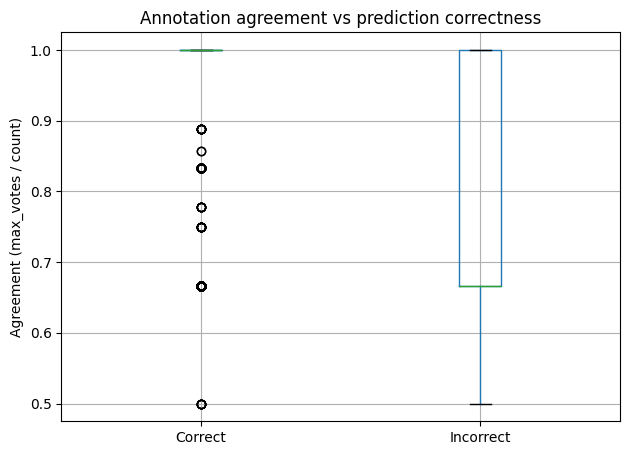 Annotation agreement vs prediction correctness
Agreement (max_votes / count)
1.0
0.9
0.8
0.7
0.6
0.5
Correct
Incorrect